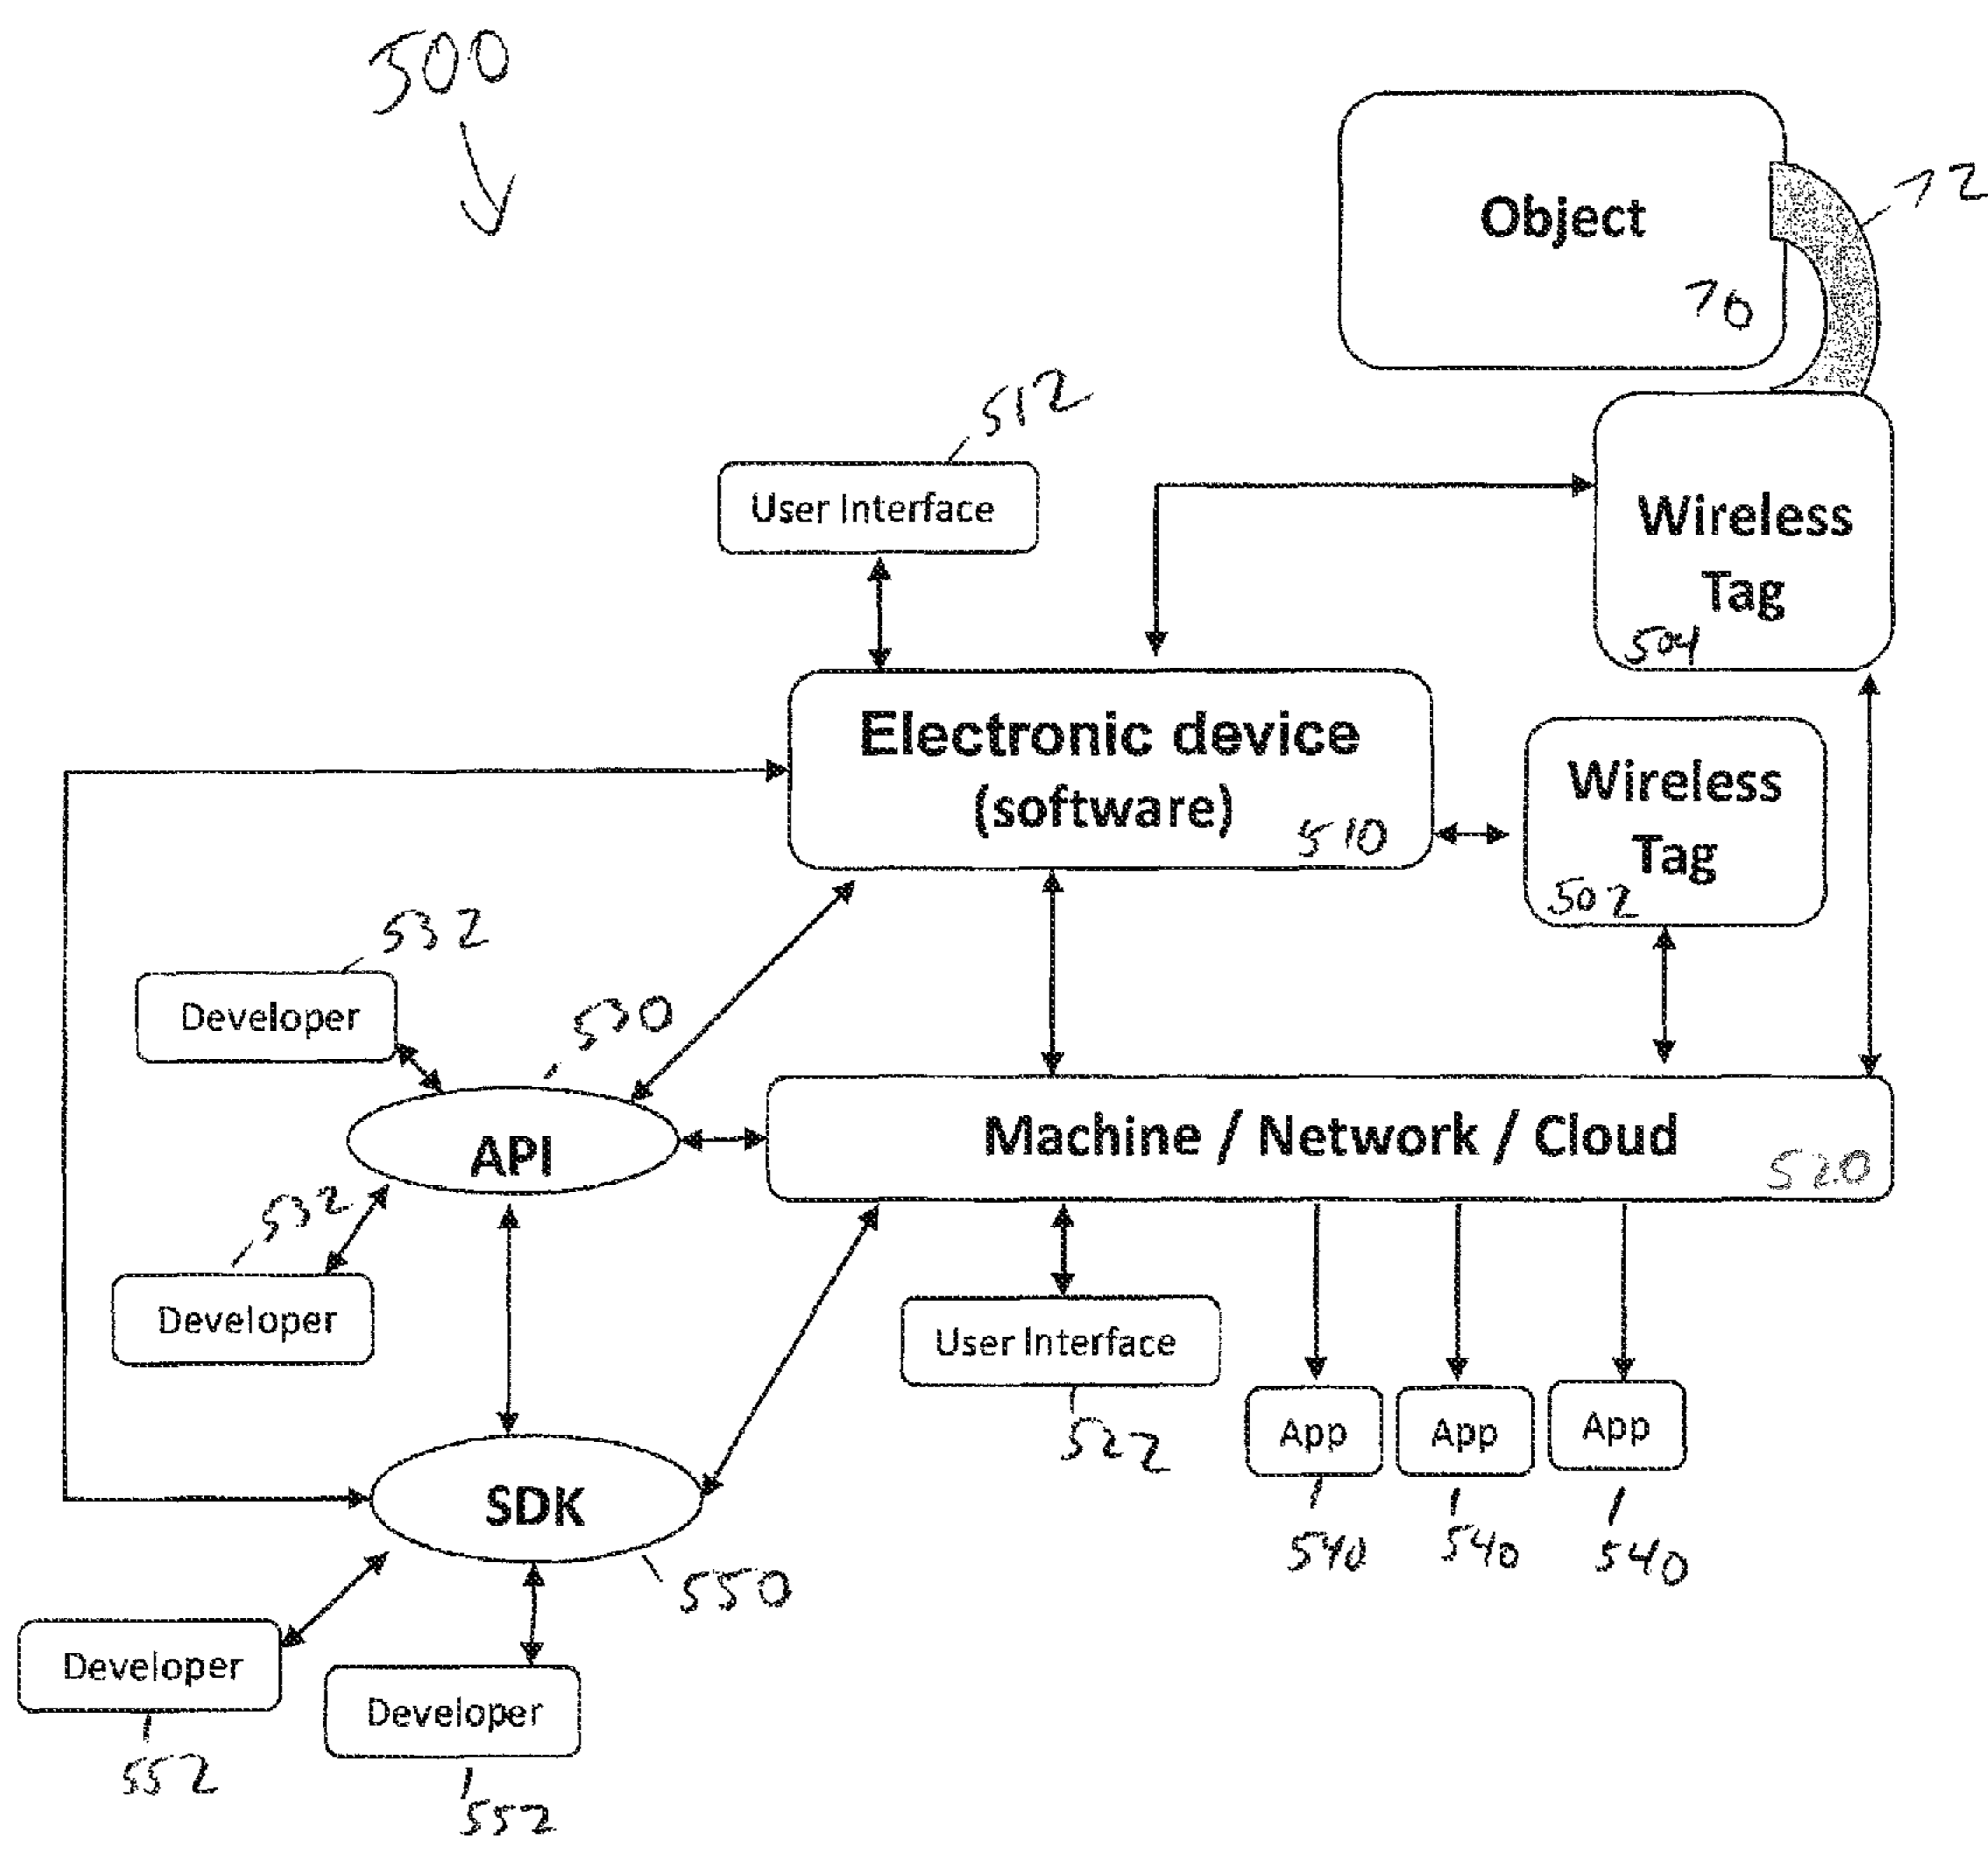 500
Object
70
72
512
User Interface
Wireless
Tag
504
Electronic device
(software)
510
Wireless
Tag
502
532
Developer
530
API
Machine / Network / Cloud
520
532
Developer
User Interface
522
App
App
App
540
540
540
SDK
550
Developer
552
Developer
552